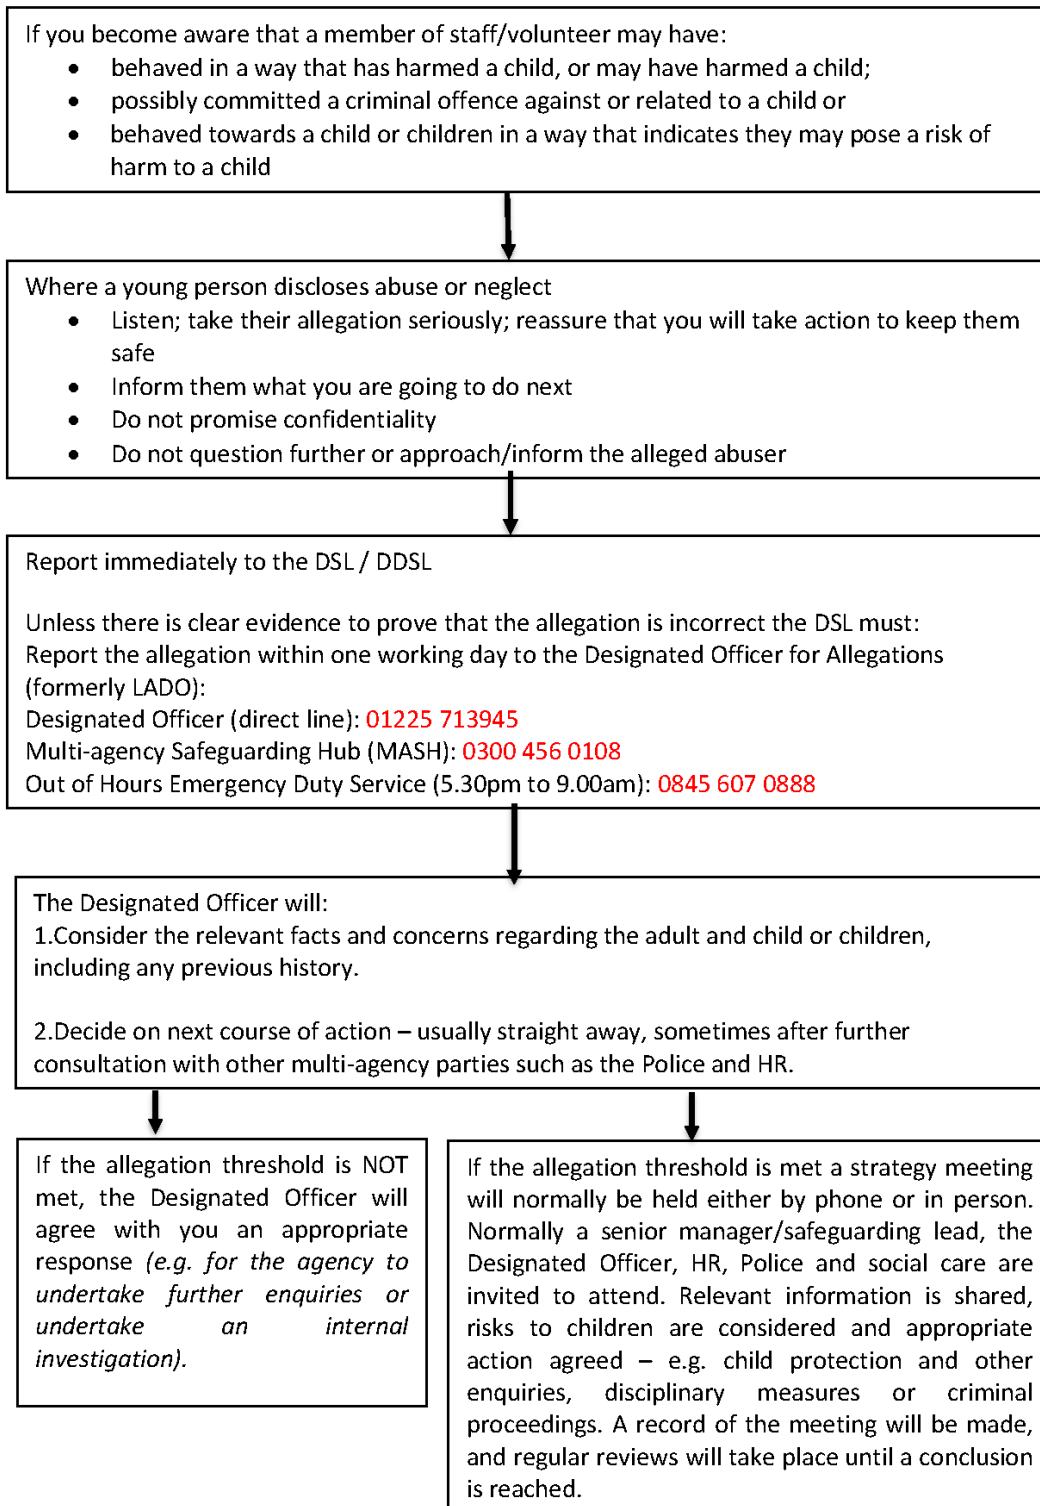 If you become aware that a member of staff/volunteer may have:
• behaved in a way that has harmed a child, or may have harmed a child;
• possibly committed a criminal offence against or related to a child or
• behaved towards a child or children in a way that indicates they may pose a risk of
harm to a child
Where a young person discloses abuse or neglect
• Listen; take their allegation seriously; reassure that you will take action to keep them
safe
• Inform them what you are going to do next
• Do not promise confidentiality
• Do not question further or approach/inform the alleged abuser
Report immediately to the DSL / DDSL
Unless there is clear evidence to prove that the allegation is incorrect the DSL must:
Report the allegation within one working day to the Designated Officer for Allegations
(formerly LADO):
Designated Officer (direct line): 01225 713945
Multi-agency Safeguarding Hub (MASH): 0300 456 0108
Out of Hours Emergency Duty Service (5.30pm to 9.00am): 0845 607 0888
The Designated Officer will:
1.Consider the relevant facts and concerns regarding the adult and child or children,
including any previous history.
2.Decide on next course of action – usually straight away, sometimes after further
consultation with other multi-agency parties such as the Police and HR.
If the allegation threshold is NOT
met, the Designated Officer will
agree with you an appropriate
response (e.g. for the agency to
undertake further enquiries or
undertake an internal
investigation).
If the allegation threshold is met a strategy meeting
will normally be held either by phone or in person.
Normally a senior manager/safeguarding lead, the
Designated Officer, HR, Police and social care are
invited to attend. Relevant information is shared,
risks to children are considered and appropriate
action agreed – e.g. child protection and other
enquiries, disciplinary measures or criminal
proceedings. A record of the meeting will be made,
and regular reviews will take place until a conclusion
is reached.